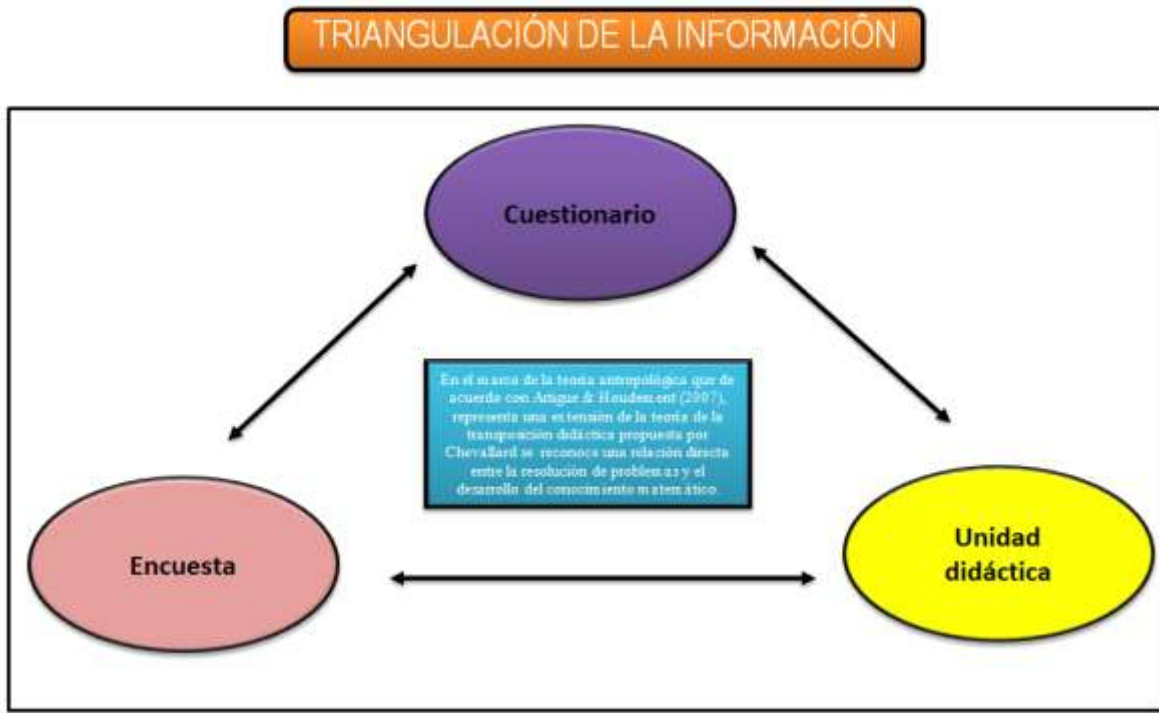 TRIANGULACIÓN DE LA INFORMACIÓN
Cuestionario
En el marco de la teoría antropológica que de
acuerdo con Artigue & Houdement (2007),
representa una extensión de la teoría de la
transposición didáctica propuesta por
Chevallard se reconoce una relación directa
entre la resolución de problemas y el
desarrollo del conocimiento matemático.
Encuesta
Unidad
didáctica